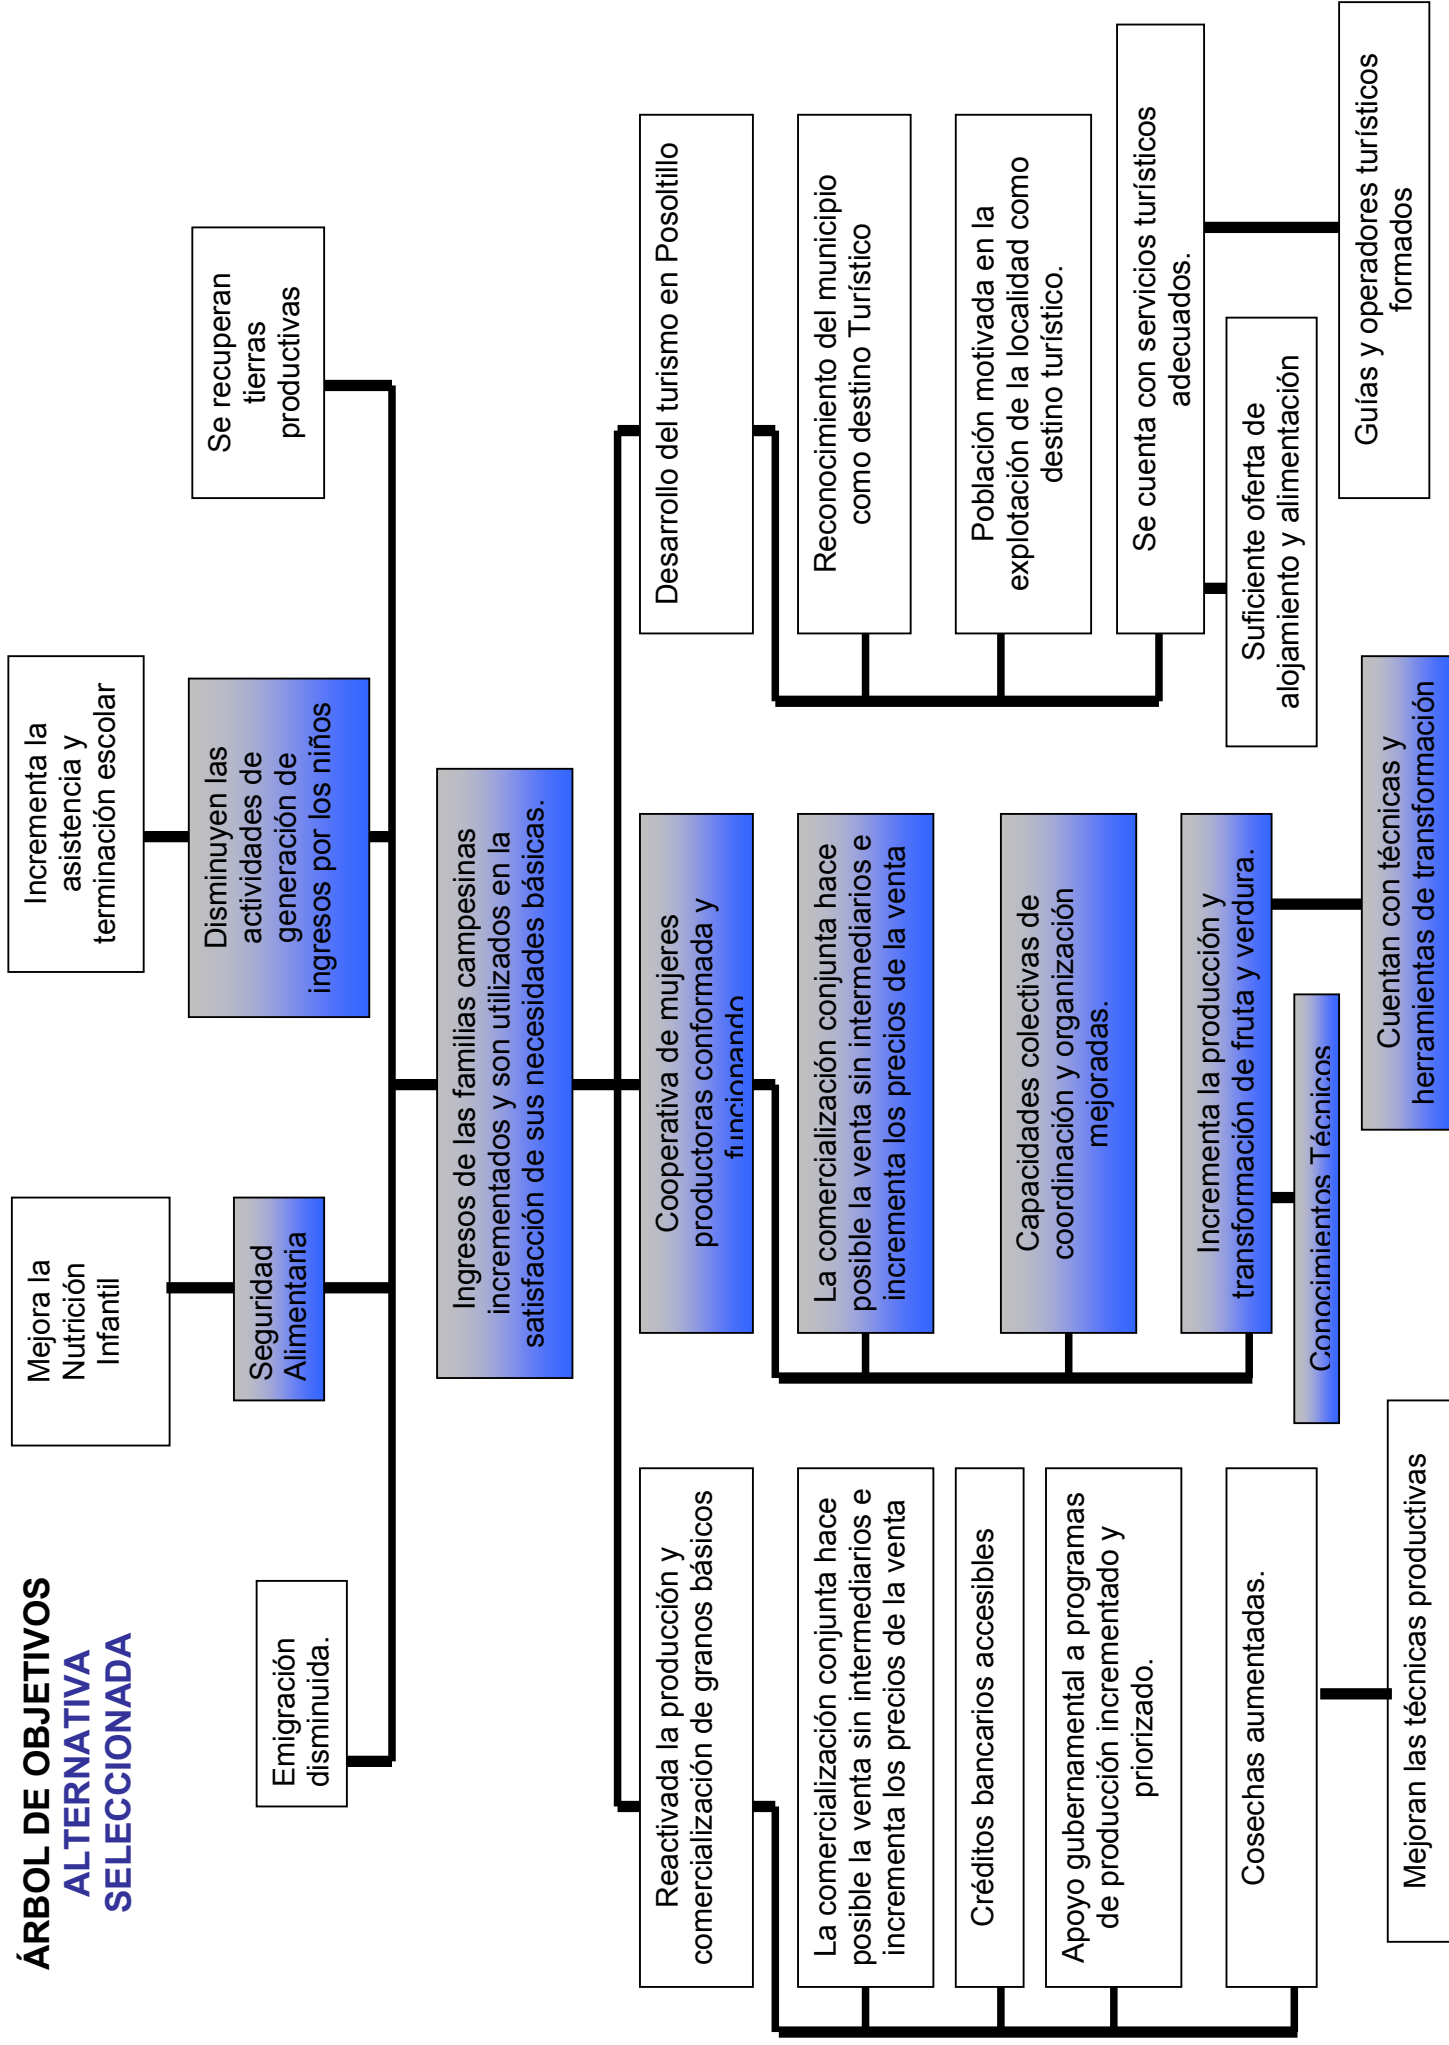 ÁRBOL DE OBJETIVOS
ALTERNATIVA
SELECCIONADA
Mejora la
Nutrición
Infantil
Incrementa la
asistencia y
terminación escolar
Emigración
disminuida.
Seguridad
Alimentaria
Disminuyen las
actividades de
generación de
ingresos por los niños
Se recuperan
tierras
productivas
Ingresos de las familias campesinas
incrementados y son utilizados en la
satisfacción de sus necesidades básicas.
Reactivada la producción y
comercialización de granos básicos
La comercialización conjunta hace
posible la venta sin intermediarios e
incrementa los precios de la venta
Créditos bancarios accesibles
Apoyo gubernamental a programas
de producción incrementado y
priorizado.
Cosechas aumentadas.
Mejoran las técnicas productivas
Cooperativa de mujeres
productoras conformada y
funcionando
La comercialización conjunta hace
posible la venta sin intermediarios e
incrementa los precios de la venta
Capacidades colectivas de
coordinación y organización
mejoradas.
Incrementa la producción y
transformación de fruta y verdura.
Conocimientos Técnicos
Cuentan con técnicas y
herramientas de transformación
Desarrollo del turismo en Posoltillo
Reconocimiento del municipio
como destino Turístico
Población motivada en la
explotación de la localidad como
destino turístico.
Se cuenta con servicios turísticos
adecuados.
Suficiente oferta de
alojamiento y alimentación
Guías y operadores turísticos
formados